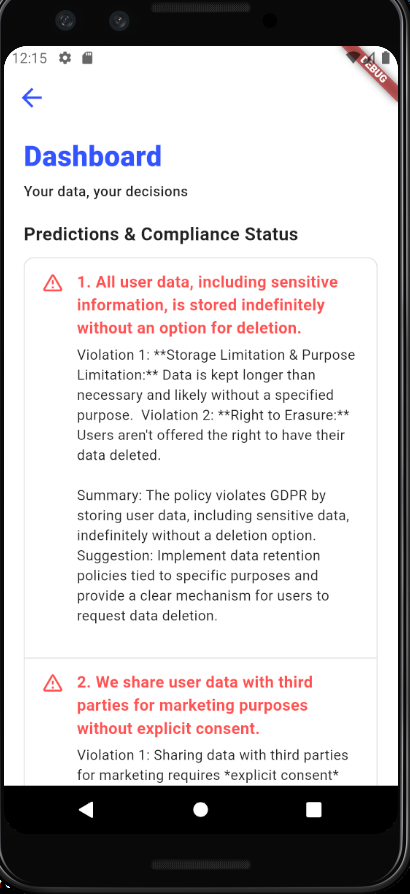 12:15
DEBUG
Dashboard
Your data, your decisions
Predictions & Compliance Status
1. All user data, including sensitive
information, is stored indefinitely
without an option for deletion.
Violation 1: **Storage Limitation & Purpose
Limitation:** Data is kept longer than
necessary and likely without a specified
purpose.  Violation 2: **Right to Erasure:**
Users aren't offered the right to have their
data deleted.
Summary: The policy violates GDPR by
storing user data, including sensitive data,
indefinitely without a deletion option.
Suggestion: Implement data retention
policies tied to specific purposes and
provide a clear mechanism for users to
request data deletion.
2. We share user data with third
parties for marketing purposes
without explicit consent.
Violation 1: Sharing data with third parties
for marketing requires *explicit consent*